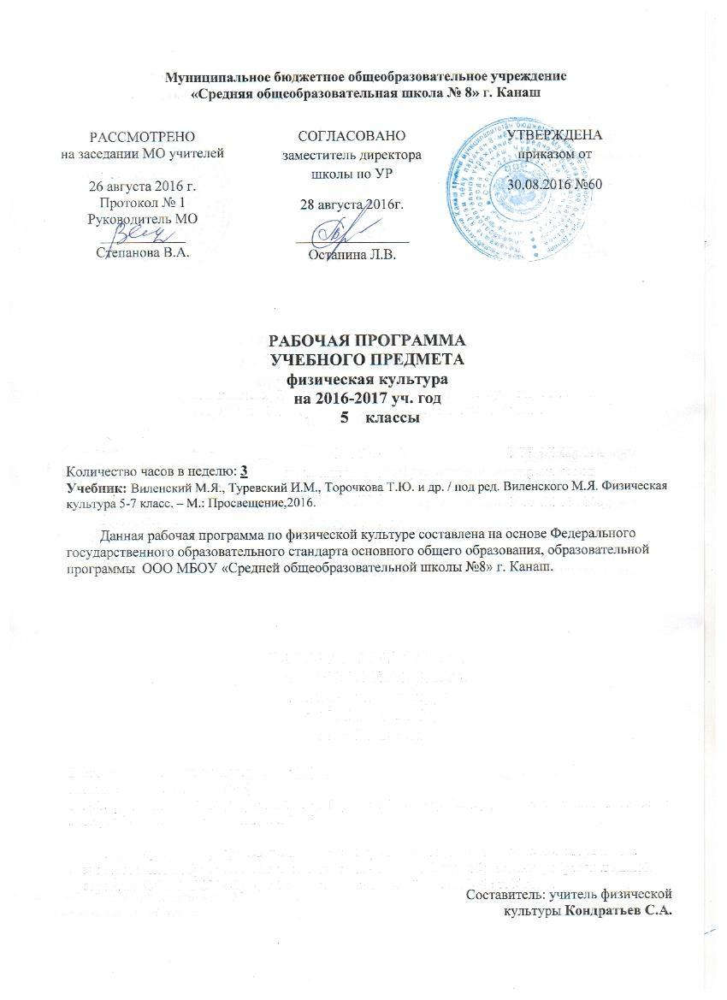 Муниципальное бюджетное общеобразовательное учреждение
«Средняя общеобразовательная школа № 8» г. Канаш
РАССМОТРЕНО
на заседании МО учителей
26 августа 2016 г.
Протокол № 1
Руководитель МО
Степанова В.А.
СОГЛАСОВАНО
заместитель директора
школы по УР
28 августа 2016г.
Останина Л.В.
УТВЕРЖДЕНА
приказом от
30.08.2016 №60
РАБОЧАЯ ПРОГРАММА
УЧЕБНОГО ПРЕДМЕТА
физическая культура
на 2016-2017 уч. год
5 классы
Количество часов в неделю: 3
Учебник: Виленский М.Я., Туревский И.М., Торочкова Т.Ю. и др. / под ред. Виленского М.Я. Физическая
культура 5-7 класс. – М.: Просвещение,2016.
Данная рабочая программа по физической культуре составлена на основе Федерального
государственного образовательного стандарта основного общего образования, образовательной
программы ООО МБОУ «Средней общеобразовательной школы №8» г. Канаш.
Составитель: учитель физической
культуры Кондратьев С.А.